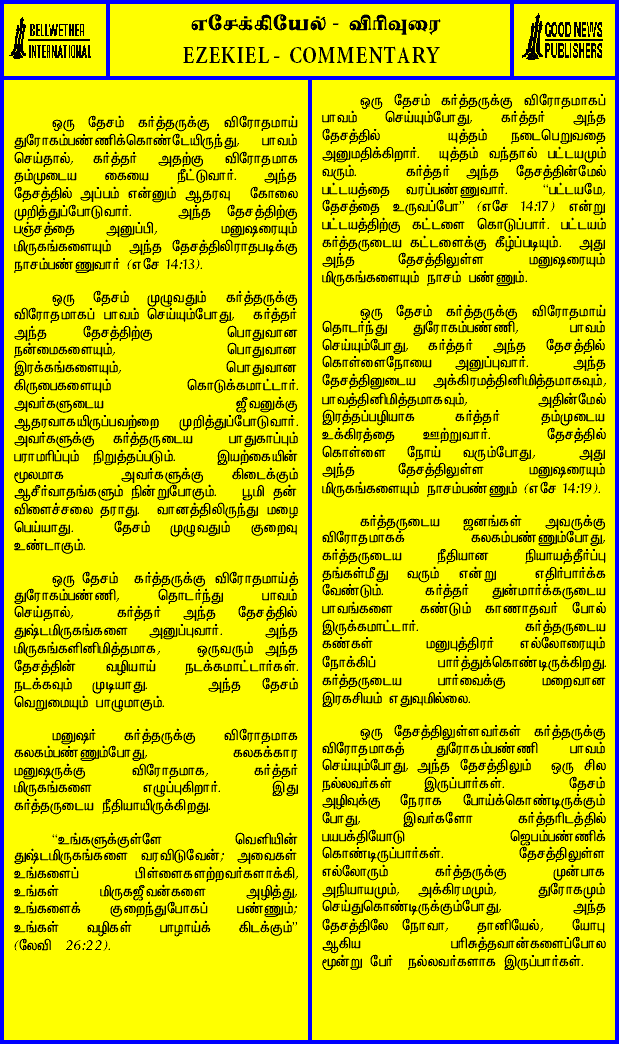 BELLWETHER
INTERNATIONAL
எசேக்கியேல் - விரிவுரை
EZEKIEL - COMMENTARY
GOOD NEWS
PUBLISHERS
ஒரு தேசம் கர்த்தருக்கு விரோதமாய்
துரோகம்பண்ணிக்கொண்டேயிருந்து, பாவம்
செய்தால், கர்த்தர் அதற்கு விரோதமாக
தம்முடைய கையை நீட்டுவார். அந்த
தேசத்தில் அப்பம் என்னும் ஆதரவு கோலை
முறித்துப்போடுவார். அந்த தேசத்திற்கு
பஞ்சத்தை அனுப்பி, மனுஷரையும்
மிருகங்களையும் அந்த தேசத்திலிராதபடிக்கு
நாசம்பண்ணுவார் (எசே 14:13).
ஒரு தேசம் முழுவதும் கர்த்தருக்கு
விரோதமாகப் பாவம் செய்யும்போது, கர்த்தர்
அந்த தேசத்திற்கு பொதுவான
நன்மைகளையும், பொதுவான
இரக்கங்களையும், பொதுவான
கிருபைகளையும் கொடுக்கமாட்டார்.
அவர்களுடைய ஜீவனுக்கு
ஆதரவாகயிருப்பவற்றை முறித்துப்போடுவார்.
அவர்களுக்கு கர்த்தருடைய பாதுகாப்பும்
பராமரிப்பும் நிறுத்தப்படும். இயற்கையின்
மூலமாக அவர்களுக்கு கிடைக்கும்
ஆசீர்வாதங்களும் நின்றுபோகும். பூமி தன்
விளைச்சலை தராது. வானத்திலிருந்து மழை
பெய்யாது. தேசம் முழுவதும் குறைவு
உண்டாகும்.
ஒரு தேசம் கர்த்தருக்கு விரோதமாய்த்
துரோகம்பண்ணி, தொடர்ந்து பாவம்
செய்தால், கர்த்தர் அந்த தேசத்தில்
துஷ்டமிருகங்களை அனுப்புவார். அந்த
மிருகங்களினிமித்தமாக, ஒருவரும் அந்த
தேசத்தின் வழியாய் நடக்கமாட்டார்கள்.
நடக்கவும் முடியாது. அந்த தேசம்
வெறுமையும் பாழுமாகும்.
மனுஷர் கர்த்தருக்கு விரோதமாக
கலகம்பண்ணும்போது, கலகக்கார
மனுஷருக்கு விரோதமாக, கர்த்தர்
மிருகங்களை எழுப்புகிறார். இது
கர்த்தருடைய நீதியாயிருக்கிறது.
“உங்களுக்குள்ளே வெளியின்
துஷ்டமிருகங்களை வரவிடுவேன்; அவைகள்
உங்களைப் பிள்ளைகளற்றவர்களாக்கி,
உங்கள் மிருகஜீவன்களை அழித்து,
உங்களைக் குறைந்துபோகப் பண்ணும்;
உங்கள் வழிகள் பாழாய்க் கிடக்கும்”
(லேவி 26:22).
ஒரு தேசம் கர்த்தருக்கு விரோதமாகப்
பாவம் செய்யும்போது, கர்த்தர் அந்த
தேசத்தில் யுத்தம் நடைபெறுவதை
அனுமதிக்கிறார். யுத்தம் வந்தால் பட்டயமும்
வரும். கர்த்தர் அந்த தேசத்தின்மேல்
பட்டயத்தை வரப்பண்ணுவார். “பட்டயமே,
தேசத்தை உருவப்போ” (எசே 14:17) என்று
பட்டயத்திற்கு கட்டளை கொடுப்பார். பட்டயம்
கர்த்தருடைய கட்டளைக்கு கீழ்ப்படியும். அது
அந்த தேசத்திலுள்ள மனுஷரையும்
மிருகங்களையும் நாசம் பண்ணும்.
ஒரு தேசம் கர்த்தருக்கு விரோதமாய்
தொடர்ந்து துரோகம்பண்ணி, பாவம்
செய்யும்போது, கர்த்தர் அந்த தேசத்தில்
கொள்ளைநோயை அனுப்புவார். அந்த
தேசத்தினுடைய அக்கிரமத்தினிமித்தமாகவும்,
பாவத்தினிமித்தமாகவும், அதின்மேல்
இரத்தப்பழியாக கர்த்தர் தம்முடைய
உக்கிரத்தை ஊற்றுவார். தேசத்தில்
கொள்ளை நோய் வரும்போது, அது
அந்த தேசத்திலுள்ள மனுஷரையும்
மிருகங்களையும் நாசம்பண்ணும் (எசே 14:19).
கர்த்தருடைய ஜனங்கள் அவருக்கு
விரோதமாகக் கலகம்பண்ணும்போது,
கர்த்தருடைய நீதியான நியாயத்தீர்ப்பு
தங்கள்மீது வரும் என்று எதிர்பார்க்க
வேண்டும். கர்த்தர் துன்மார்க்கருடைய
பாவங்களை கண்டும் காணாதவர் போல்
இருக்கமாட்டார். கர்த்தருடைய
கண்கள் மனுபுத்திரர் எல்லோரையும்
நோக்கிப் பார்த்துக்கொண்டிருக்கிறது.
கர்த்தருடைய பார்வைக்கு மறைவான
இரகசியம் எதுவுமில்லை.
ஒரு தேசத்திலுள்ளவர்கள் கர்த்தருக்கு
விரோதமாகத் துரோகம்பண்ணி பாவம்
செய்யும்போது, அந்த தேசத்திலும் ஒரு சில
நல்லவர்கள் இருப்பார்கள். தேசம்
அழிவுக்கு நேராக போய்க்கொண்டிருக்கும்
போது, இவர்களோ கர்த்தரிடத்தில்
பயபக்தியோடு ஜெபம்பண்ணிக்
கொண்டிருப்பார்கள். தேசத்திலுள்ள
எல்லோரும் கர்த்தருக்கு முன்பாக
அநியாயமும், அக்கிரமமும், துரோகமும்
செய்துகொண்டிருக்கும்போது, அந்த
தேசத்திலே நோவா, தானியேல், யோபு
ஆகிய பரிசுத்தவான்களைப்போல
மூன்று பேர் நல்லவர்களாக இருப்பார்கள்.